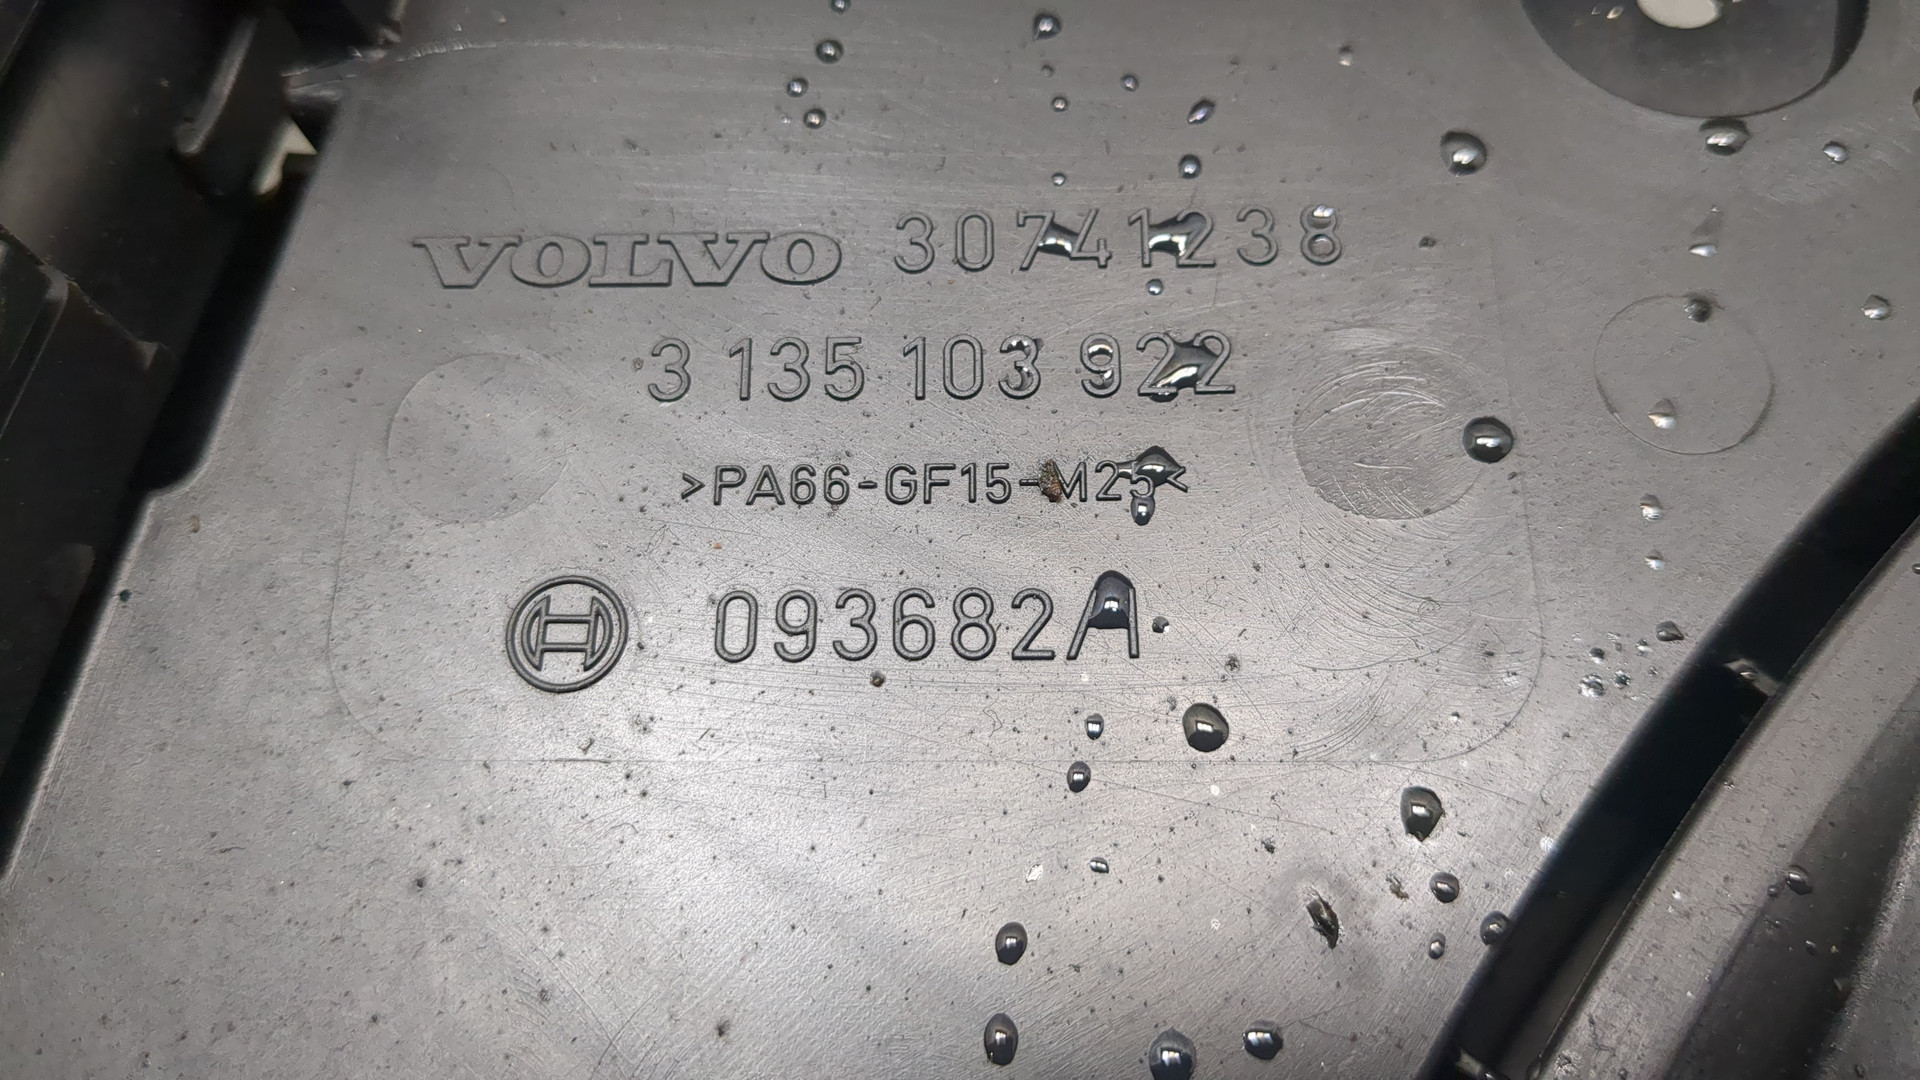 VOLVO 30741238
3 135 103 922
>PA66-GF15-M25<
093682A